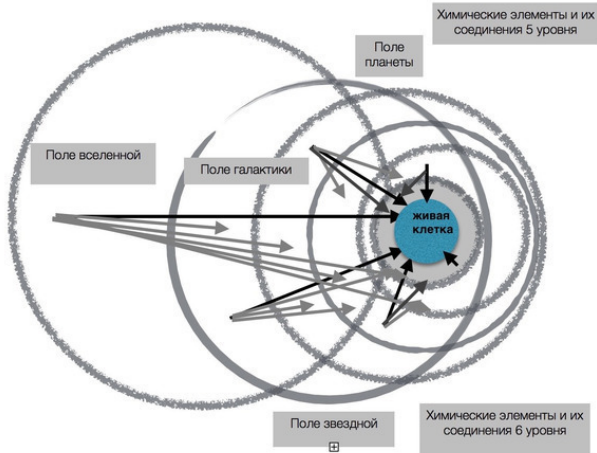 Химические элементы и их
соединения 5 уровня
Поле
планеты
Поле вселенной
Поле галактики
живая
клетка
Поле звездной
Химические элементы и их
соединения 6 уровня